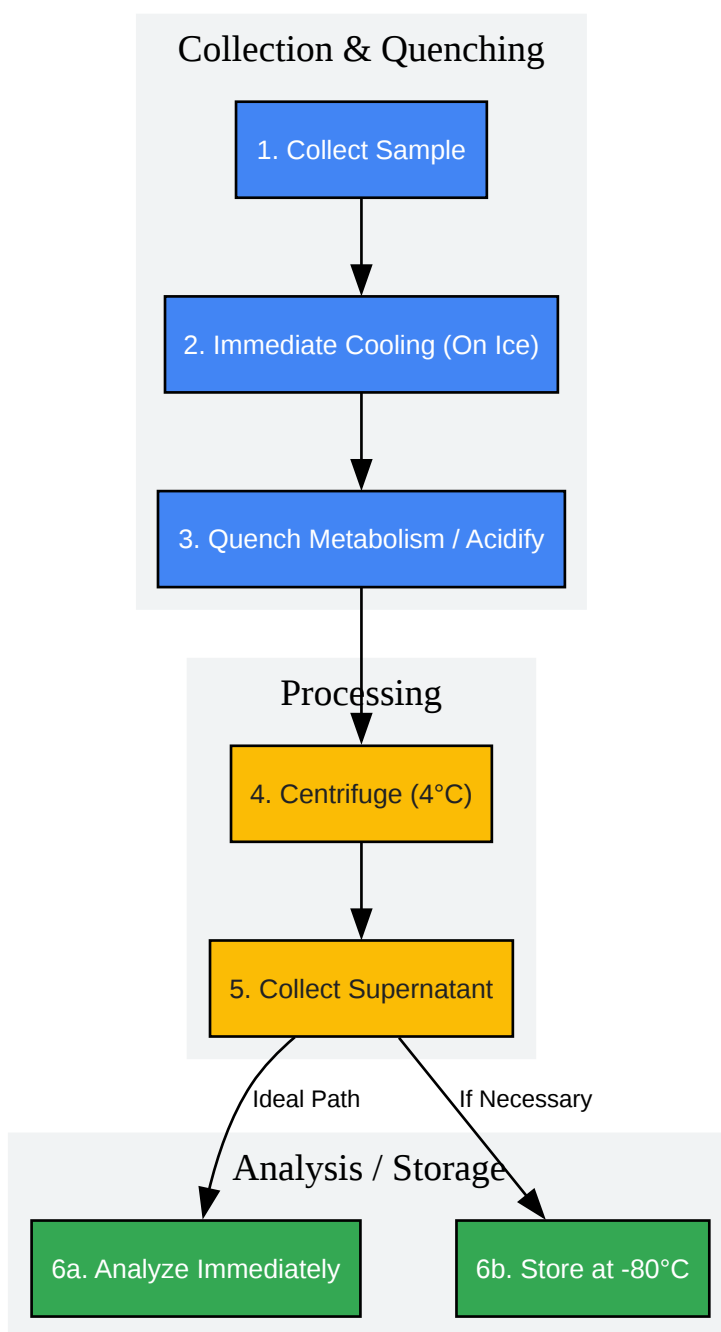 Collection & Quenching
1. Collect Sample
2. Immediate Cooling (On Ice)
3. Quench Metabolism / Acidify
Processing
4. Centrifuge (4°C)
5. Collect Supernatant
Ideal Path
If Necessary
Analysis / Storage
6a. Analyze Immediately
6b. Store at -80°C